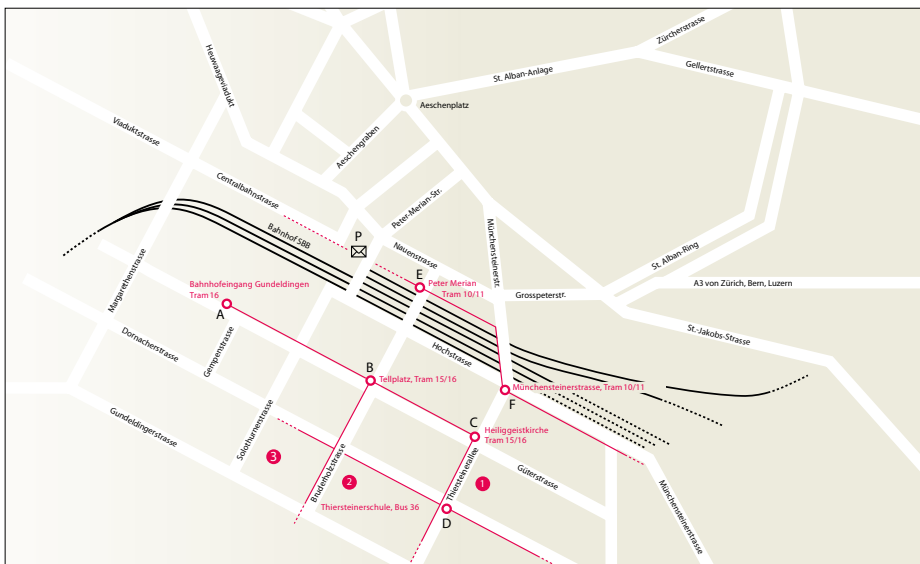 Zürcherstrasse
Heuwaageviadukt
St. Alban-Anlage
Gellertstrasse
Aeschenplatz
Viaduktstrasse
Aeschengraben
Centralbahnstrasse
Peter-Merian-Str.
Münchensteinerstr.
Bahnhof SBB
P
Nauenstrasse
St. Alban-Ring
E
Margarethenstrasse
Bahnhofeingang Gundeldingen
Tram 16
Peter Merian
Tram 10/11
A3 von Zürich, Bern, Luzern
Grosspeterstr.
A
St.-Jakobs-Strasse
Dornacherstrasse
Gempenstrasse
Hochstrasse
B
Tellplatz, Tram 15/16
Münchensteinerstrasse, Tram 10/11
F
Gundeldingerstrasse
Solothurnerstrasse
C
Heiliggeistkirche
Tram 15/16
3
Bruderholzstrasse
2
Thiersteinerallee
1
Güterstrasse
Münchensteinerstrasse
Thiersteinerschule, Bus 36
D